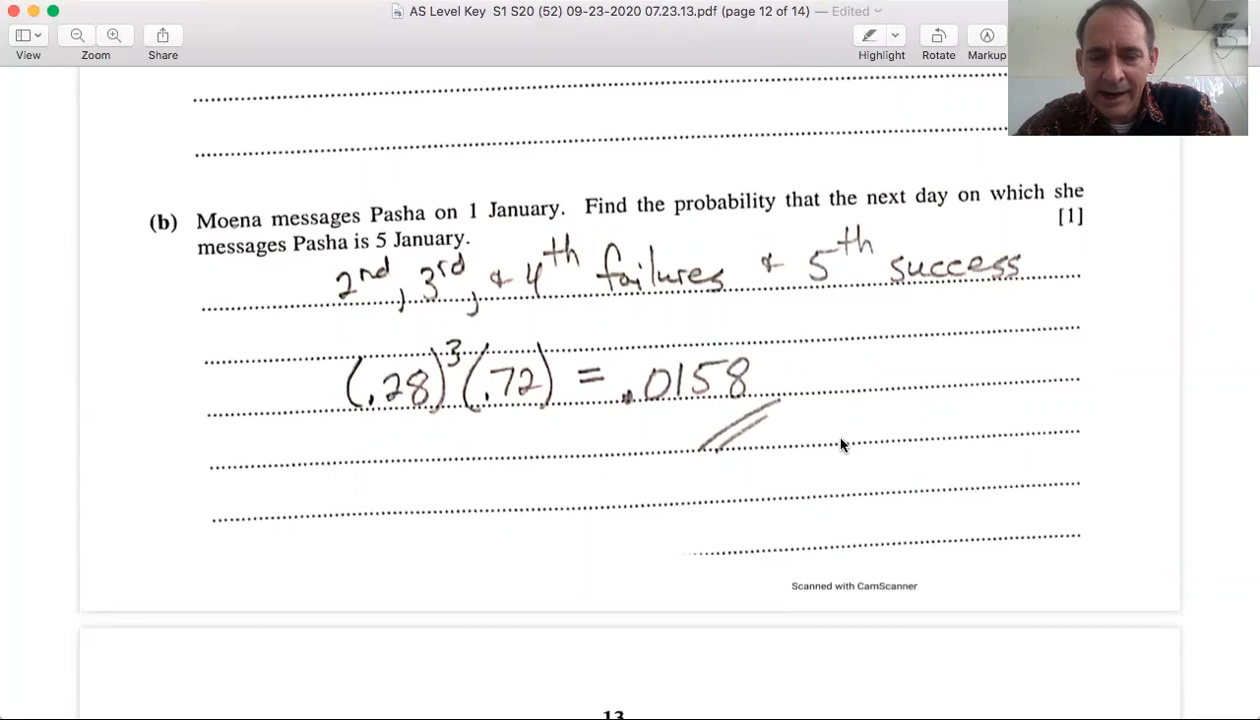 AS Level Key S1 S20 (52) 09-23-2020 07.23.13.pdf (page 12 of 14) — Edited
View
Zoom
Share
Highlight
Rotate
Markup
(b) Moena messages Pasha on 1 January. Find the probability that the next day on which she
messages Pasha is 5 January. [1]
2nd, 3rd, & 4th failures & 5th success
(.28)^3 (.72) = .0158
Scanned with CamScanner
13